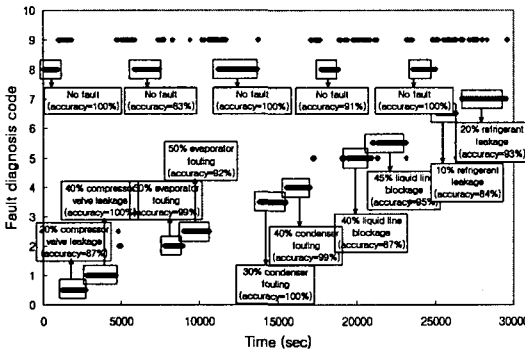 Fault diagnosis code
10
9
8
7
6
5
4
3
2
1
0
No fault
(accuracy=100%)
No fault
(accuracy=83%)
No fault
(accuracy=100%)
No fault
(accuracy=91%)
No fault
(accuracy=100%)
20% refrigerant
leakage
(accuracy=93%)
50% evaporator
fouling
(accuracy=92%)
40% compressor
valve leakage
(accuracy=100%)
evaporator
fouling
(accuracy=99%)
45% liquid line
blockage
(accuracy=95%)
10% refrigerant
leakage
(accuracy=84%)
20% compressor
valve leakage
(accuracy=87%)
40% condenser
fouling
(accuracy=99%)
40% liquid line
blockage
(accuracy=87%)
30% condenser
fouling
(accuracy=100%)
0
5000
10000
15000
20000
25000
30000
Time (sec)